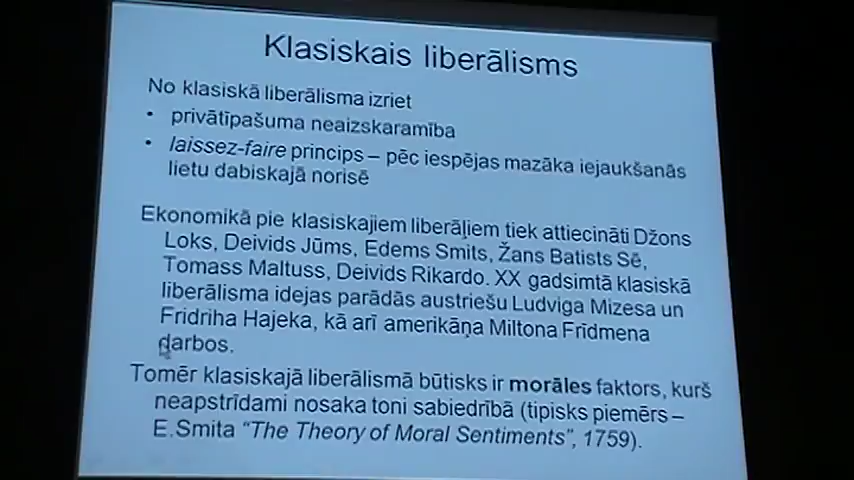 Klasiskais liberālisms
No klasiskā liberālisma izriet
• privātīpašuma neaizskaramība
• laissez-faire princips – pēc iespējas mazāka iejaukšanās
lietu dabiskajā norisē
Ekonomikā pie klasiskajiem liberāļiem tiek attiecināti Džons
Loks, Deivids Jūms, Edems Smits, Žans Batists Sē,
Tomass Maltuss, Deivids Rikardo. XX gadsimtā klasiskā
liberālisma idejas parādās austriešu Ludviga Mizesa un
Fridriha Hajeka, kā arī amerikāņa Miltona Frīdmena
darbos.
Tomēr klasiskajā liberālismā būtisks ir morāles faktors, kurš
neapstrīdami nosaka toni sabiedrībā (tipisks piemērs –
E.Smita “The Theory of Moral Sentiments”, 1759).